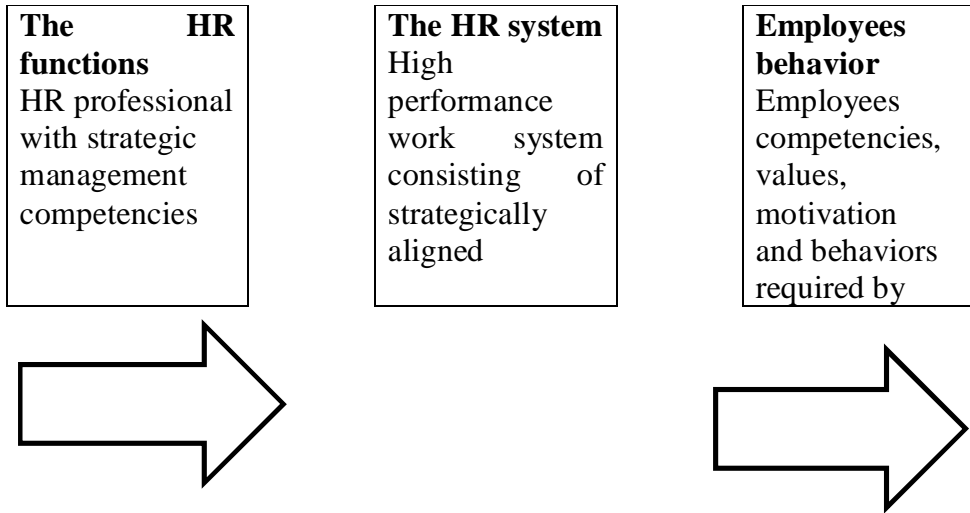 The HR
functions
HR professional
with strategic
management
competencies
The HR system
High
performance
work system
consisting of
strategically
aligned
Employees
behavior
Employees
competencies,
values,
motivation
and behaviors
required by